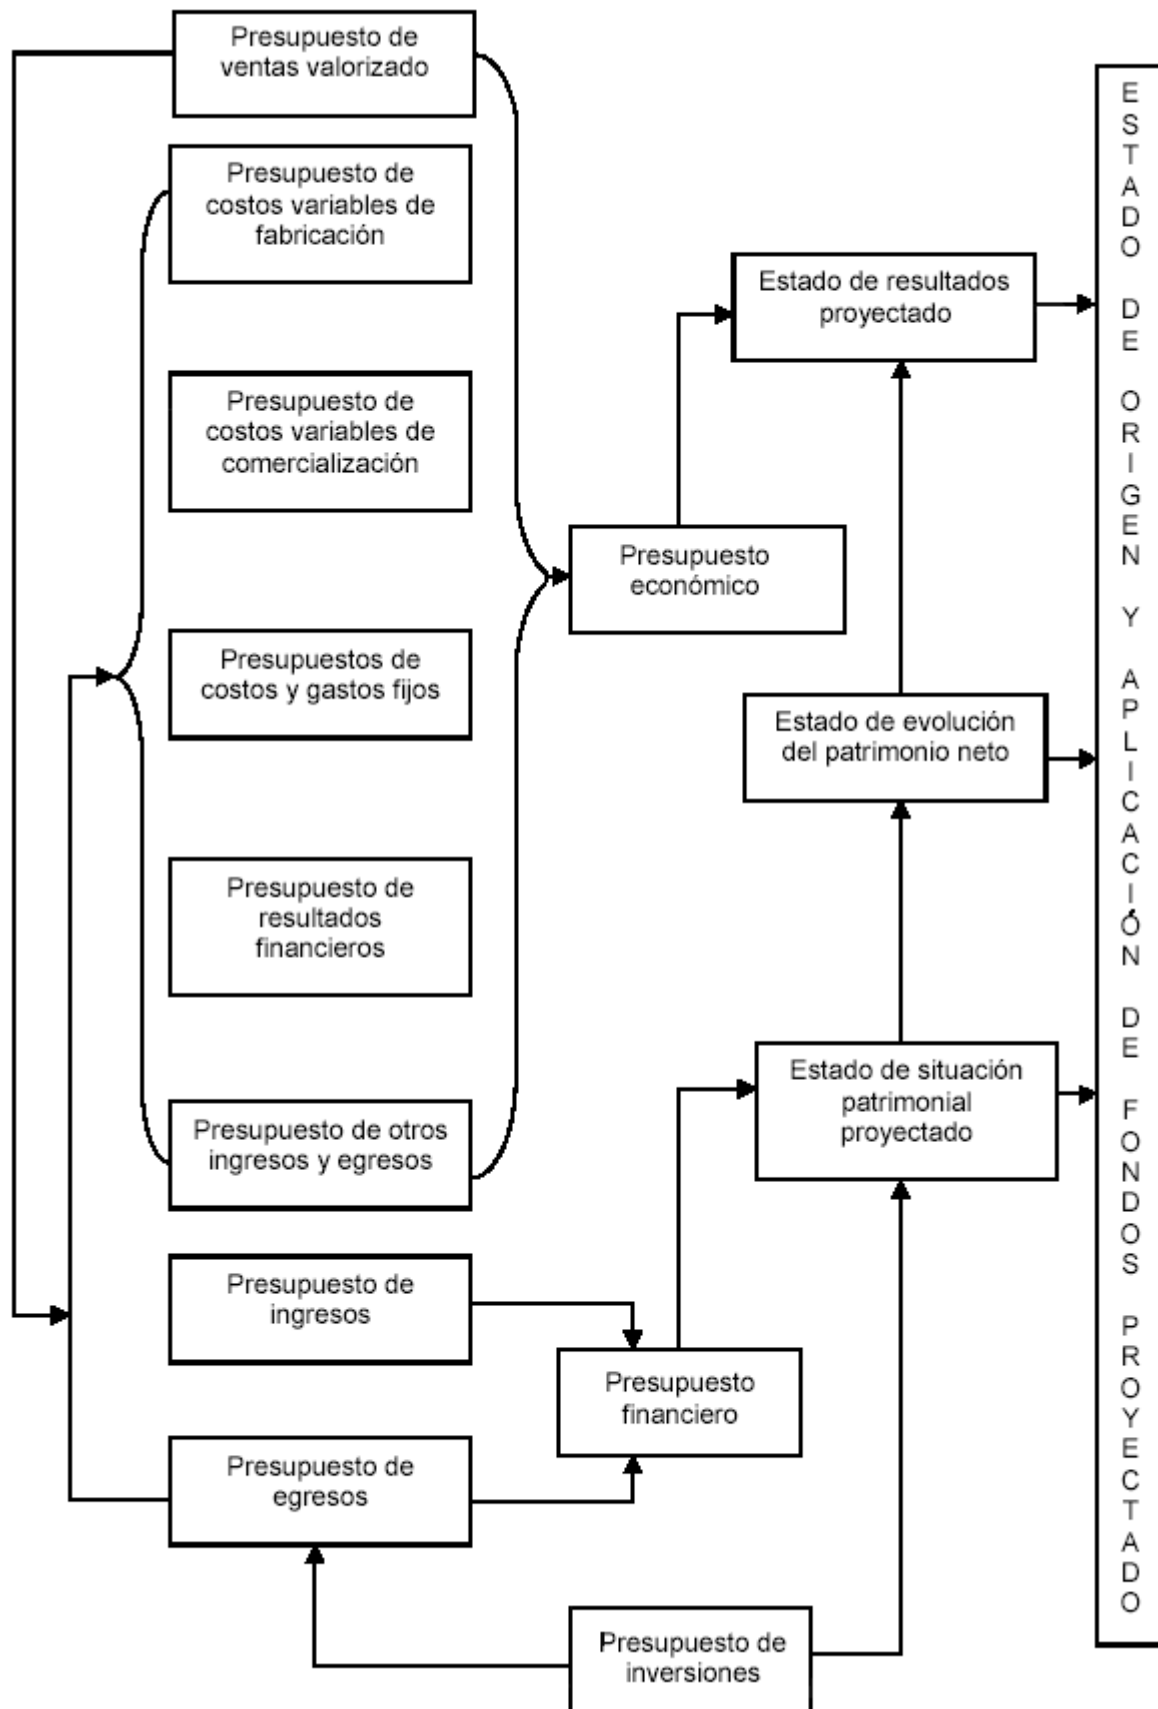 Presupuesto de
ventas valorizado
Presupuesto de
costos variables de
fabricación
Presupuesto de
costos variables de
comercialización
Presupuestos de
costos y gastos fijos
Presupuesto de
resultados
financieros
Presupuesto de otros
ingresos y egresos
Presupuesto de
ingresos
Presupuesto de
egresos
Presupuesto
económico
Presupuesto
financiero
Presupuesto de
inversiones
Estado de resultados
proyectado
Estado de evolución
del patrimonio neto
Estado de situación
patrimonial
proyectado
ESTADO DE ORIGEN Y APLICACIÓN DE FONDOS PROYECTADO